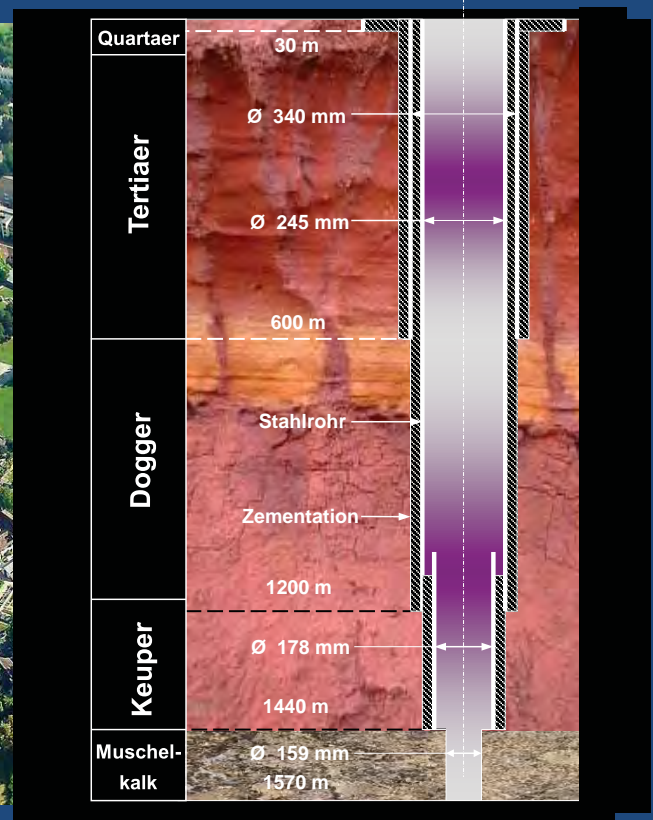 Quartaer
30 m
Tertiaer
Ø 340 mm
Ø 245 mm
600 m
Dogger
Stahlrohr
Zementation
1200 m
Keuper
Ø 178 mm
1440 m
Muschel-
kalk
Ø 159 mm
1570 m